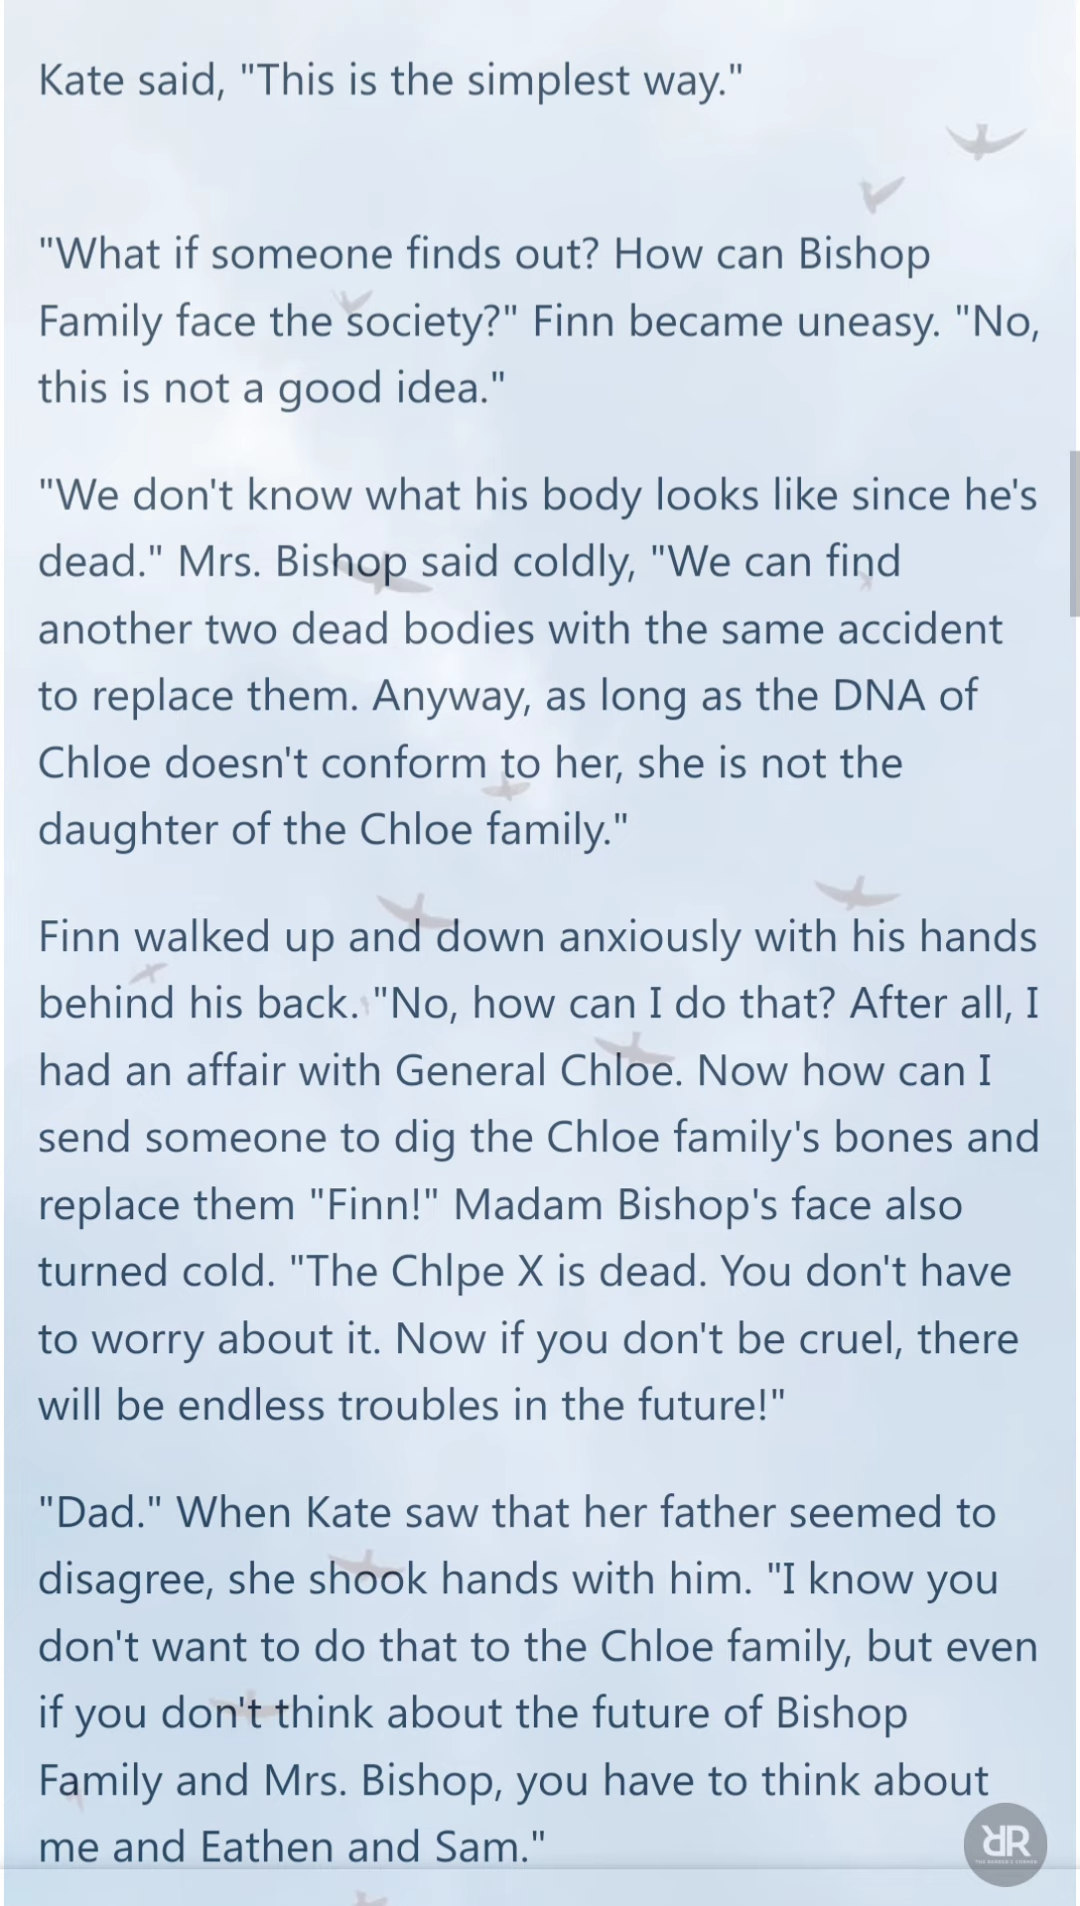 Kate said, "This is the simplest way."
"What if someone finds out? How can Bishop
Family face the society?" Finn became uneasy. "No,
this is not a good idea."
"We don't know what his body looks like since he's
dead." Mrs. Bishop said coldly, "We can find
another two dead bodies with the same accident
to replace them. Anyway, as long as the DNA of
Chloe doesn't conform to her, she is not the
daughter of the Chloe family."
Finn walked up and down anxiously with his hands
behind his back. "No, how can I do that? After all, I
had an affair with General Chloe. Now how can I
send someone to dig the Chloe family's bones and
replace them "Finn!" Madam Bishop's face also
turned cold. "The Chlpe X is dead. You don't have
to worry about it. Now if you don't be cruel, there
will be endless troubles in the future!"
"Dad." When Kate saw that her father seemed to
disagree, she shook hands with him. "I know you
don't want to do that to the Chloe family, but even
if you don't think about the future of Bishop
Family and Mrs. Bishop, you have to think about
me and Eathen and Sam."
RR
THE READER'S CORNER